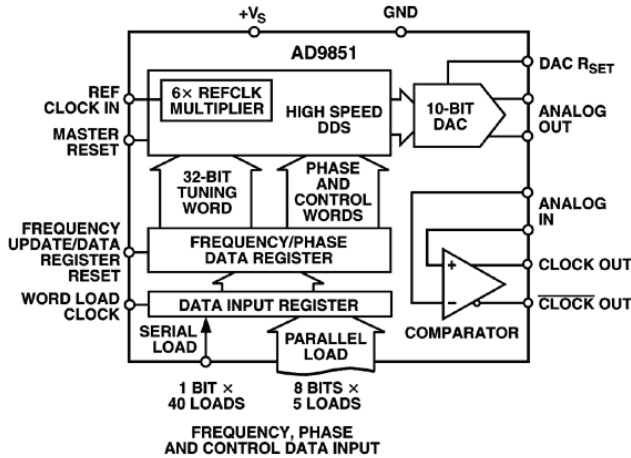 +VS
GND
AD9851
REF
CLOCK IN
MASTER
RESET
FREQUENCY
UPDATE/DATA
REGISTER
RESET
WORD LOAD
CLOCK
6× REFCLK
MULTIPLIER
HIGH SPEED
DDS
10-BIT
DAC
DAC RSET
ANALOG
OUT
32-BIT
TUNING
WORD
PHASE
AND
CONTROL
WORDS
ANALOG
IN
FREQUENCY/PHASE
DATA REGISTER
+
CLOCK OUT
DATA INPUT REGISTER
–
CLOCK OUT
COMPARATOR
SERIAL
LOAD
PARALLEL
LOAD
1 BIT ×
40 LOADS
8 BITS ×
5 LOADS
FREQUENCY, PHASE
AND CONTROL DATA INPUT